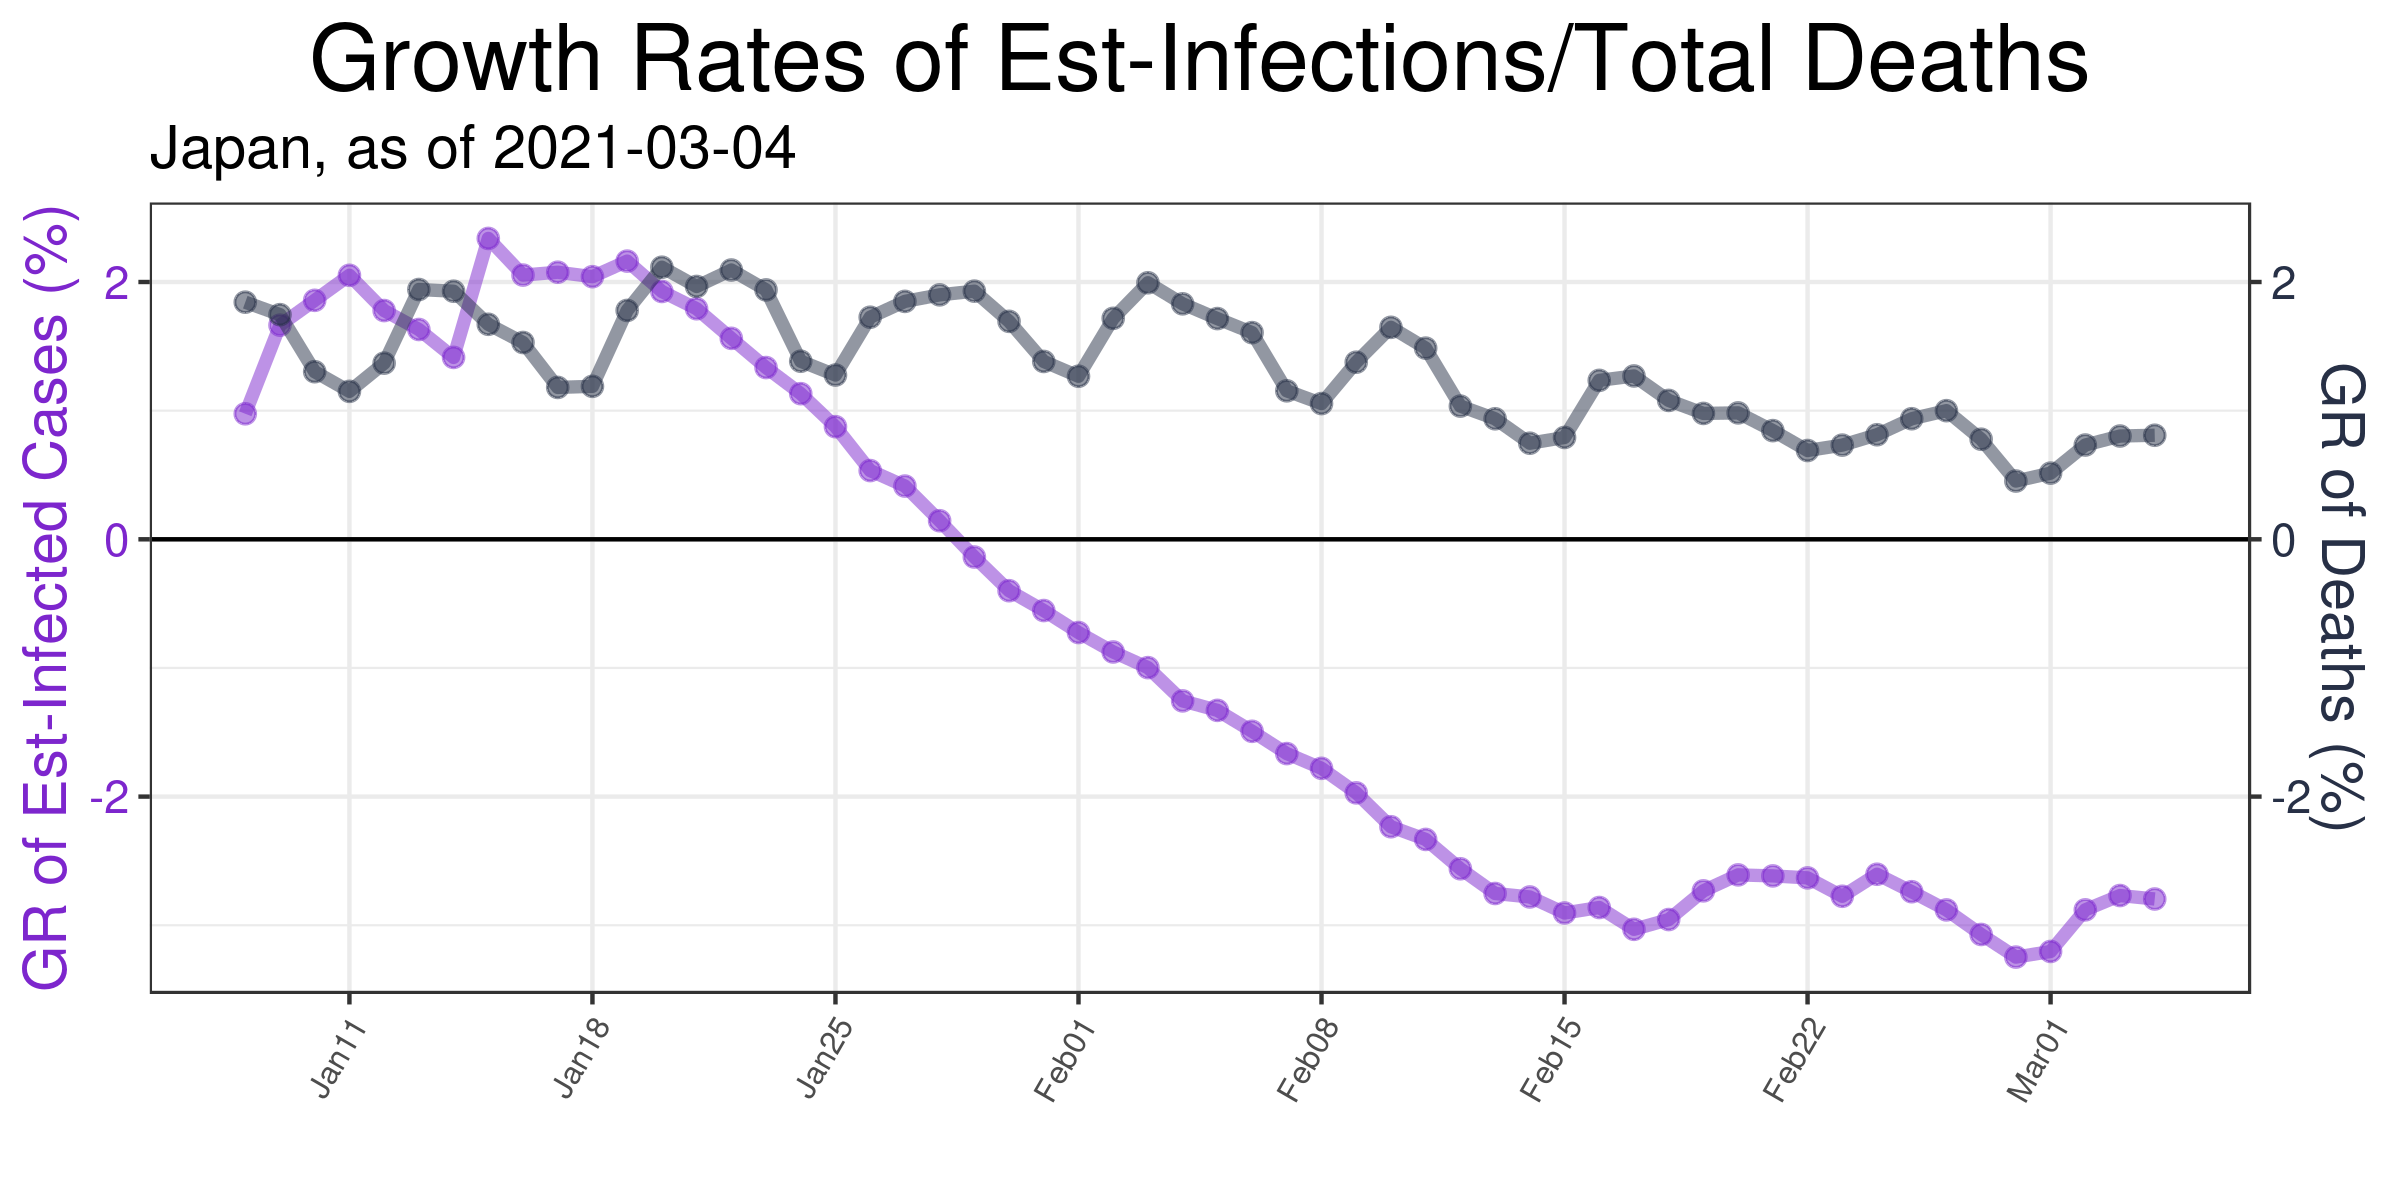 Growth Rates of Est-Infections/Total Deaths
Japan, as of 2021-03-04
GR of Est-Infected Cases (%)
2
0
-2
2
0
-2
GR of Deaths (%)
Jan11
Jan18
Jan25
Feb01
Feb08
Feb15
Feb22
Mar01